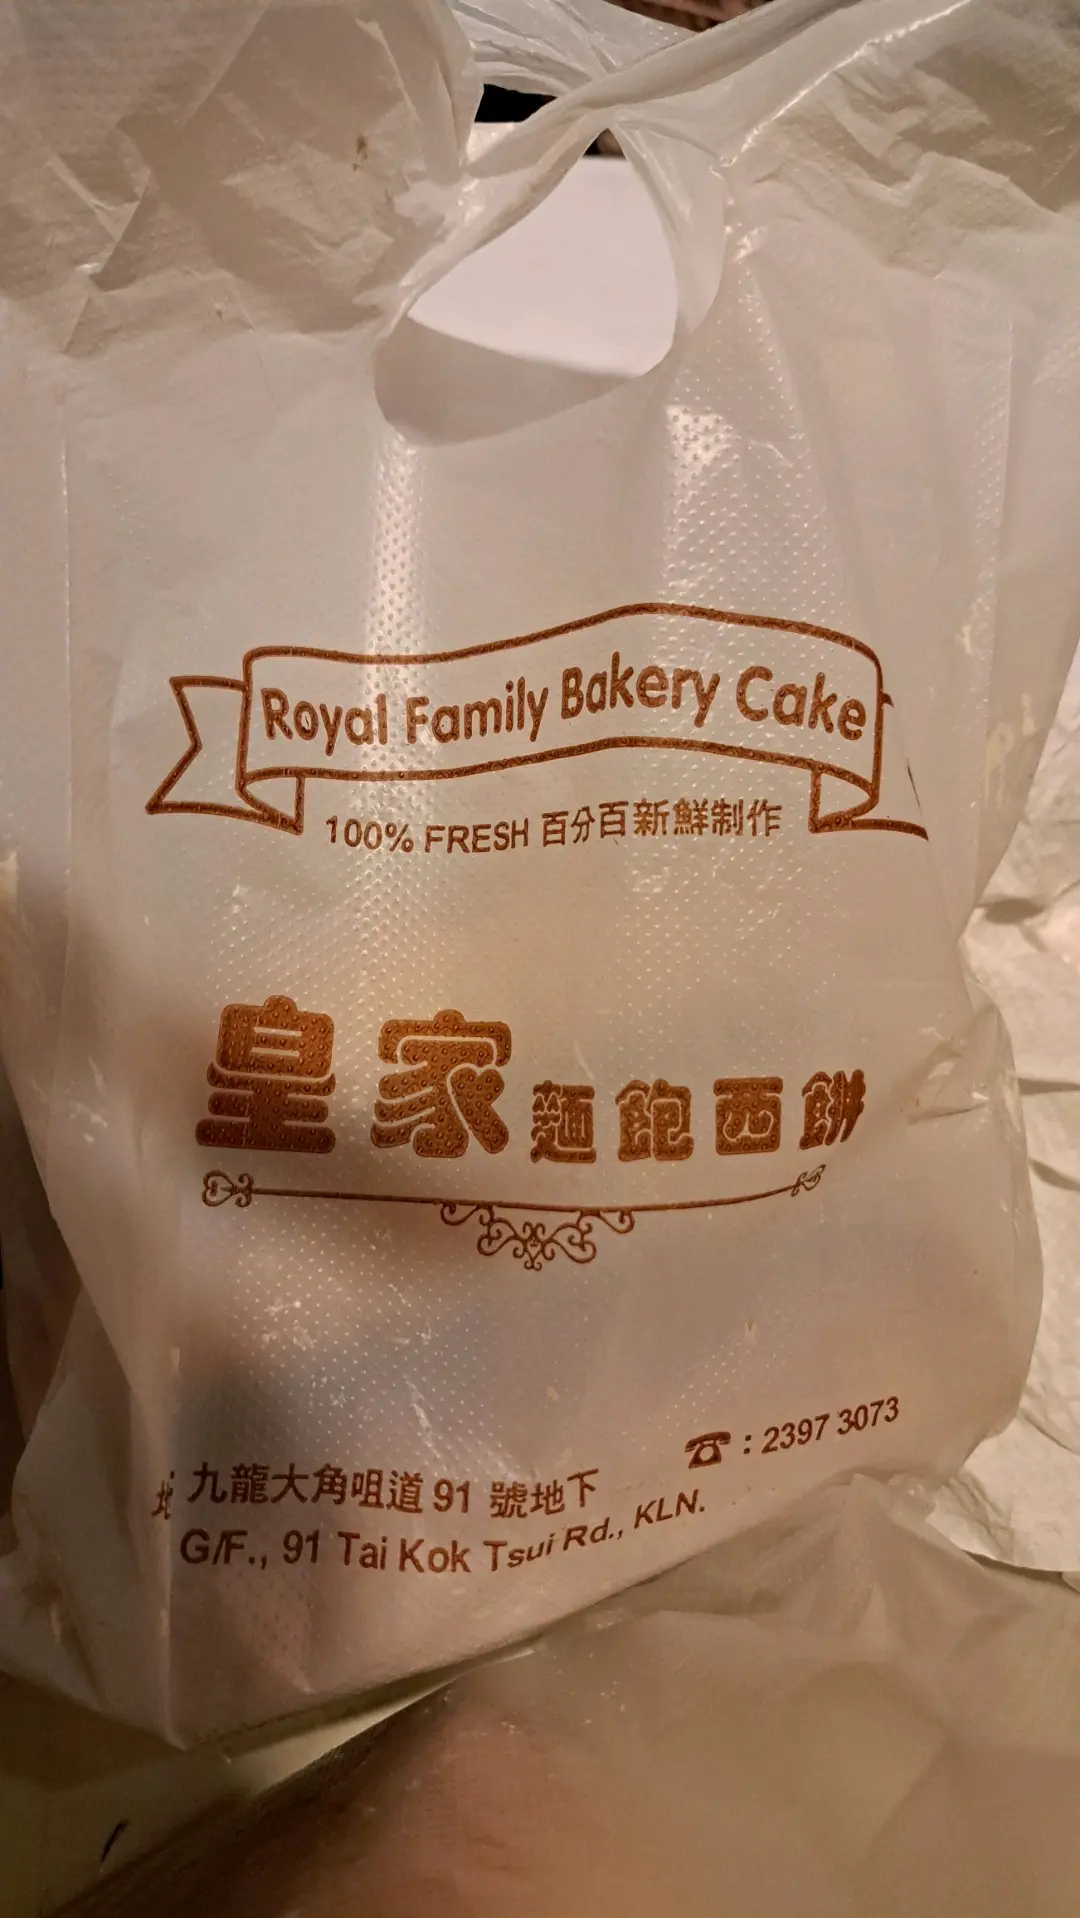 Royal Family Bakery Cake
100% FRESH 百分百新鮮制作
皇家麵飽西餅
☎ : 2397 3073
九龍大角咀道 91 號地下
G/F., 91 Tai Kok Tsui Rd., KLN.